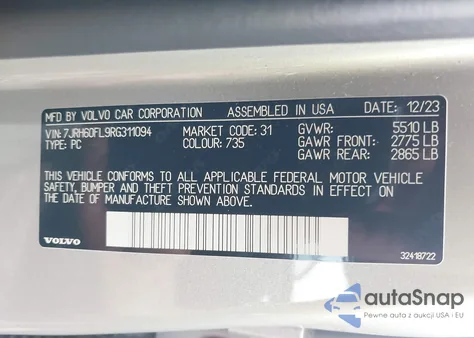 MFD BY VOLVO CAR CORPORATION ASSEMBLED IN USA DATE: 12/23
VIN: 7JRH60FL9RG311094 MARKET CODE: 31 GVWR: 5510 LB
TYPE: PC COLOUR: 735 GAR FRONT: 2775 LB
GAR REAR: 2865 LB
THIS VEHICLE CONFORMS TO ALL APPLICABLE FEDERAL MOTOR VEHICLE
SAFETY, BUMPER AND THEFT PREVENTION STANDARDS IN EFFECT ON THE
DATE OF MANUFACTURE SHOWN ABOVE.
VOLVO
32418722
autoSnap
Pewne auta z aukcji USA i EU